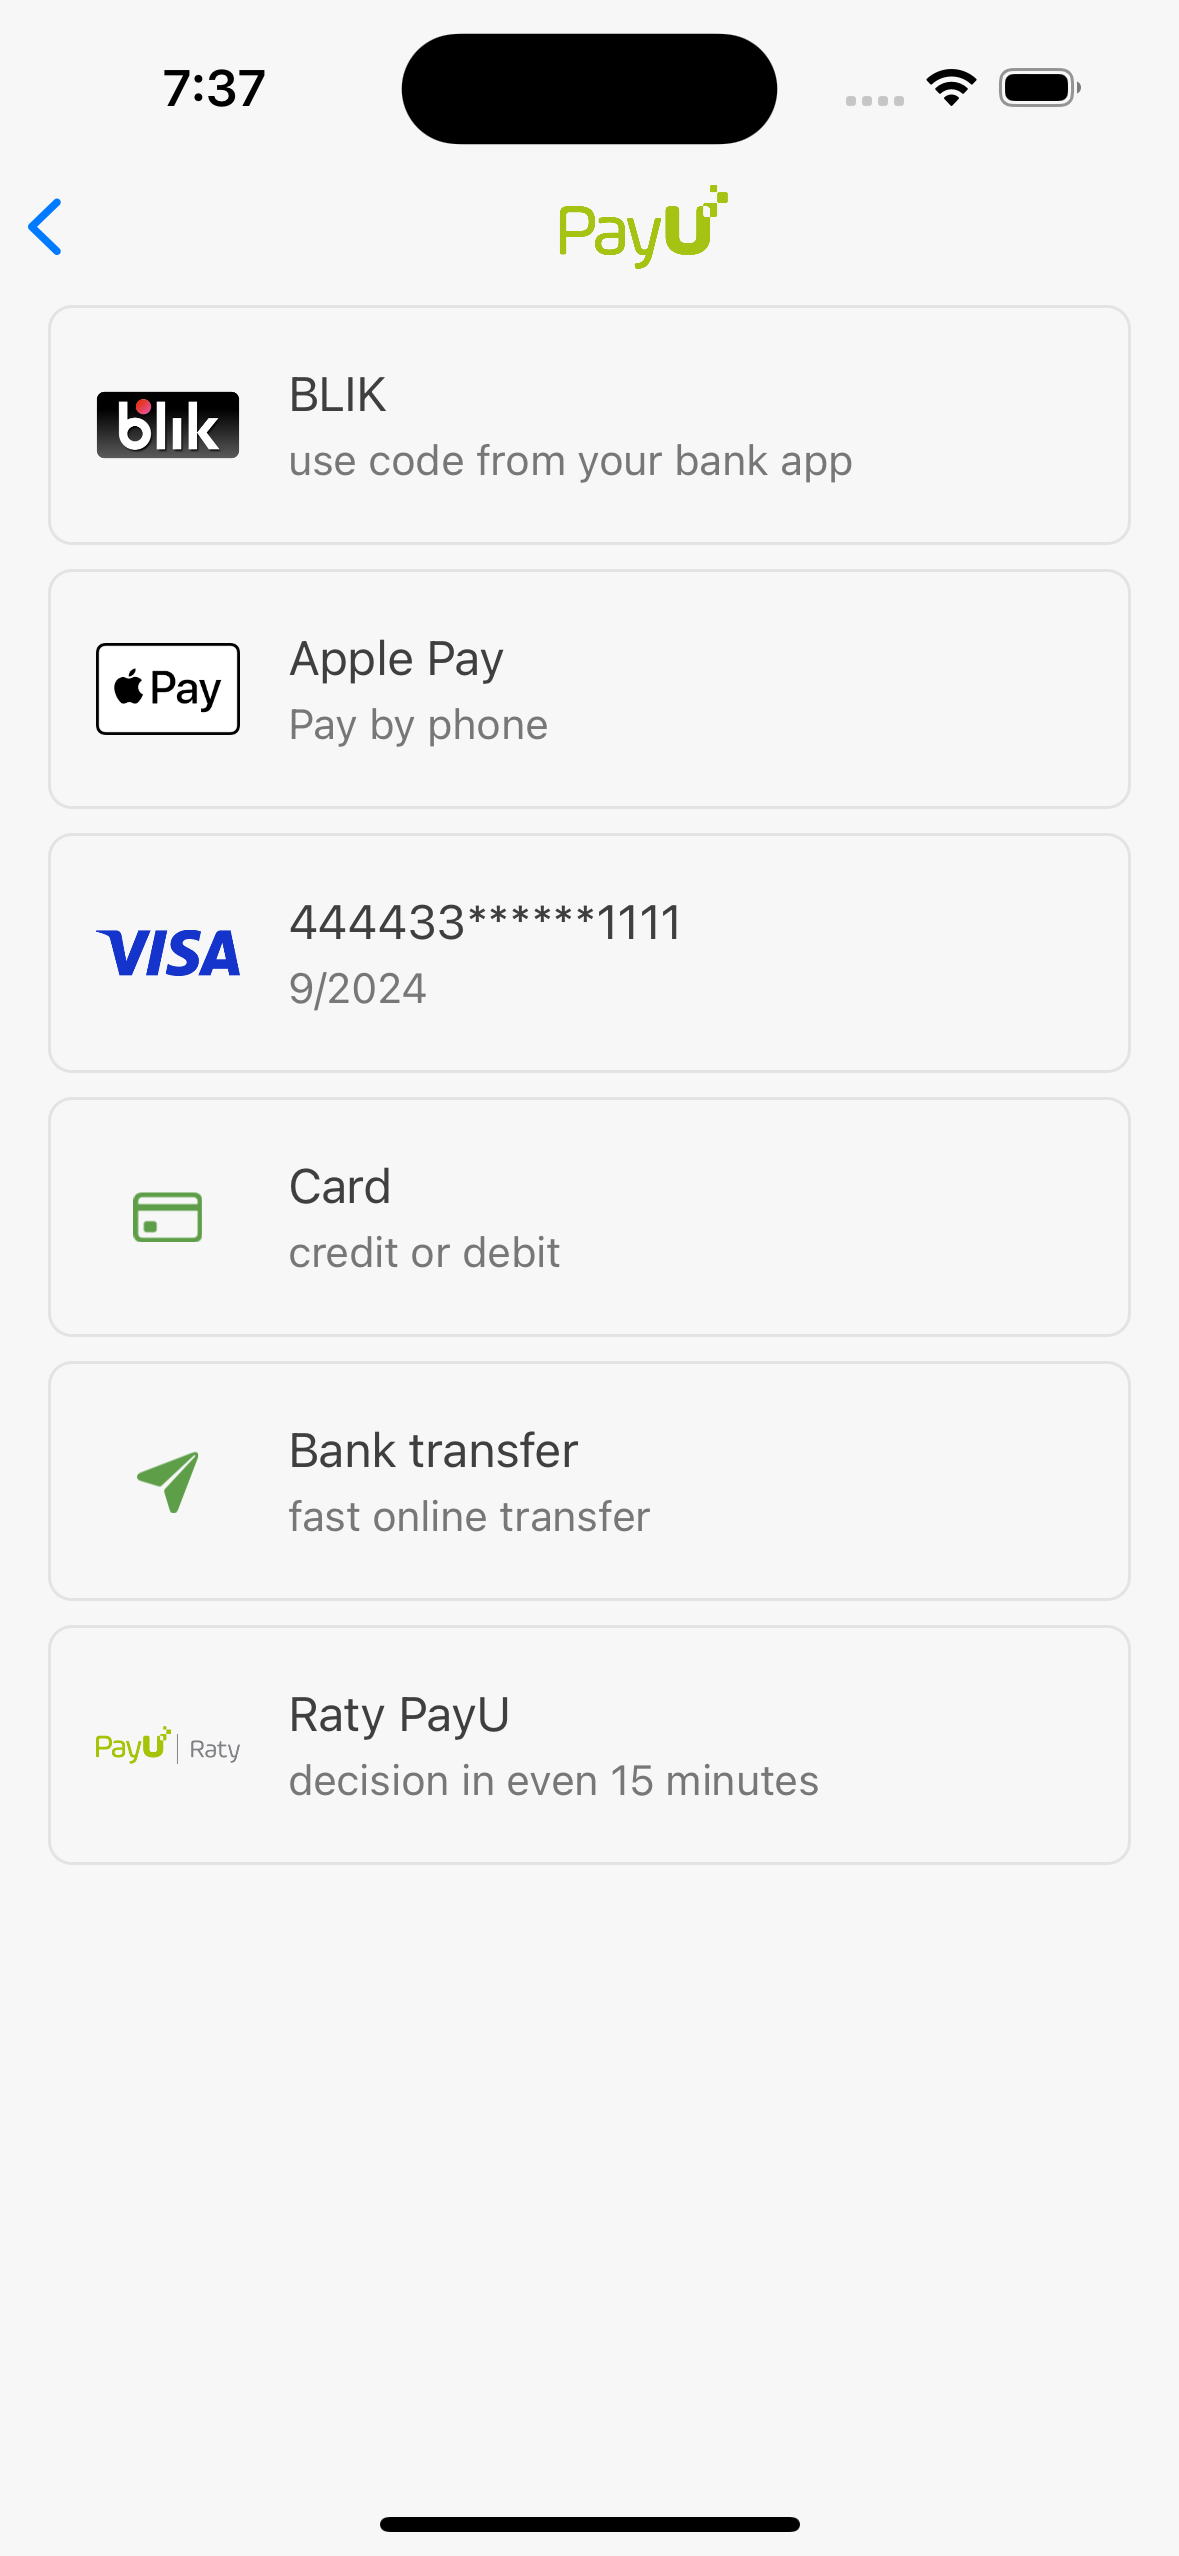 7:37
PayU
blik
BLIK
use code from your bank app
Pay
Apple Pay
Pay by phone
VISA
444433******1111
9/2024
Card
credit or debit
Bank transfer
fast online transfer
PayU | Raty
Raty PayU
decision in even 15 minutes